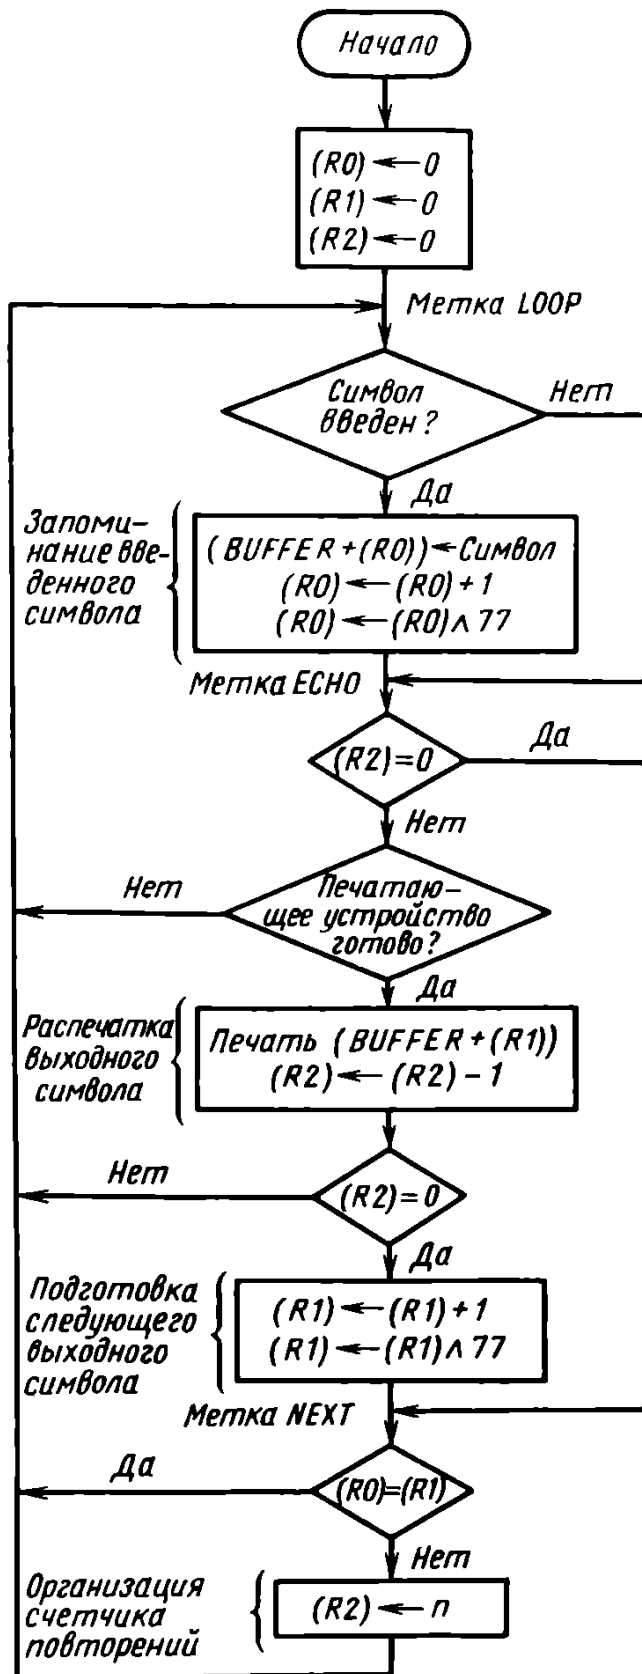 Начало
(R0) ← 0
(R1) ← 0
(R2) ← 0
Метка LOOP
Символ
введен?
Нет
Да
Запоми-
нание вве-
денного
символа
(BUFFER+(R0)) ← Символ
(R0) ← (R0)+1
(R0) ← (R0) ∧ 77
Метка ECHO
(R2)=0
Да
Нет
Печатаю-
щее устройство
готово?
Нет
Да
Распечатка
выходного
символа
Печать (BUFFER+(R1))
(R2) ← (R2) - 1
(R2)=0
Нет
Да
Подготовка
следующего
выходного
символа
(R1) ← (R1)+1
(R1) ← (R1) ∧ 77
Метка NEXT
(R0)=(R1)
Да
Нет
Организация
счетчика
повторений
(R2) ← n